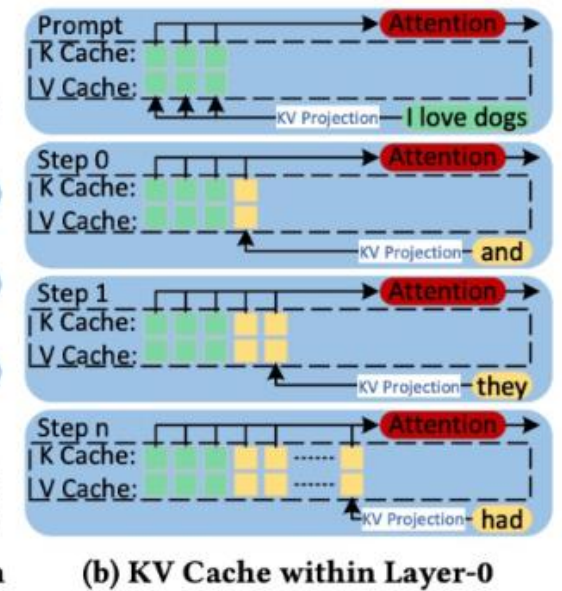 Prompt
Attention
K Cache:
V Cache:
KV Projection
I love dogs
Step 0
Attention
K Cache:
V Cache:
KV Projection
and
Step 1
Attention
K Cache:
V Cache:
KV Projection
they
Step n
Attention
K Cache:
V Cache:
KV Projection
had
(b) KV Cache within Layer-0